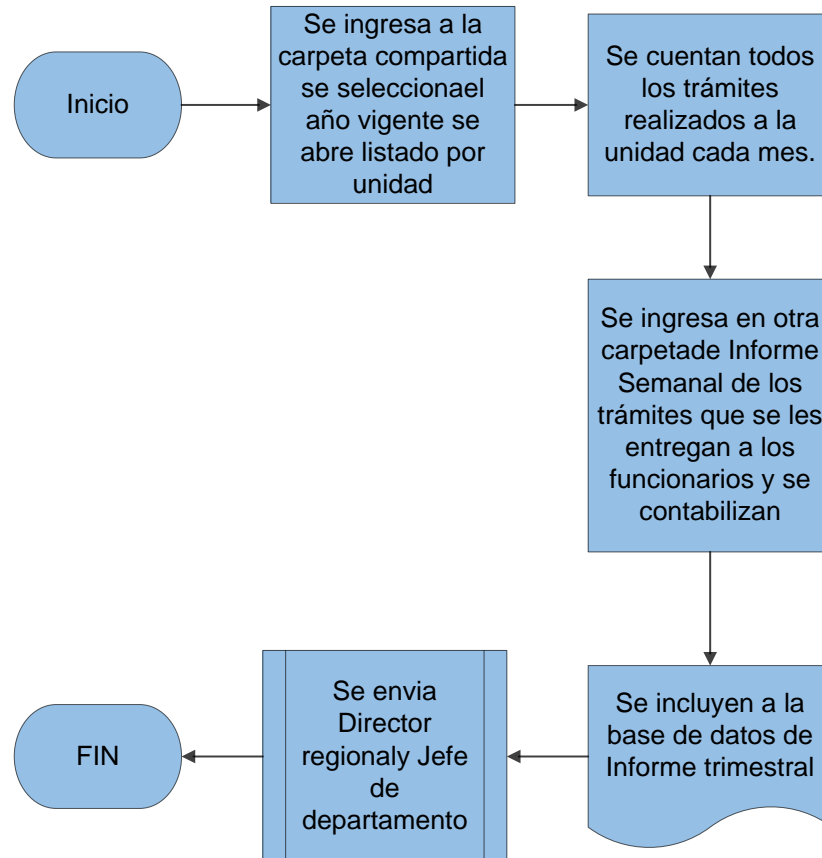 Inicio
Se ingresa a la
carpeta compartida
se seleccionael
año vigente se
abre listado por
unidad
Se cuentan todos
los trámites
realizados a la
unidad cada mes.
Se ingresa en otra
carpetade Informe
Semanal de los
trámites que se les
entregan a los
funcionarios y se
contabilizan
Se incluyen a la
base de datos de
Informe trimestral
Se envia
Director
regionaly Jefe
de
departamento
FIN